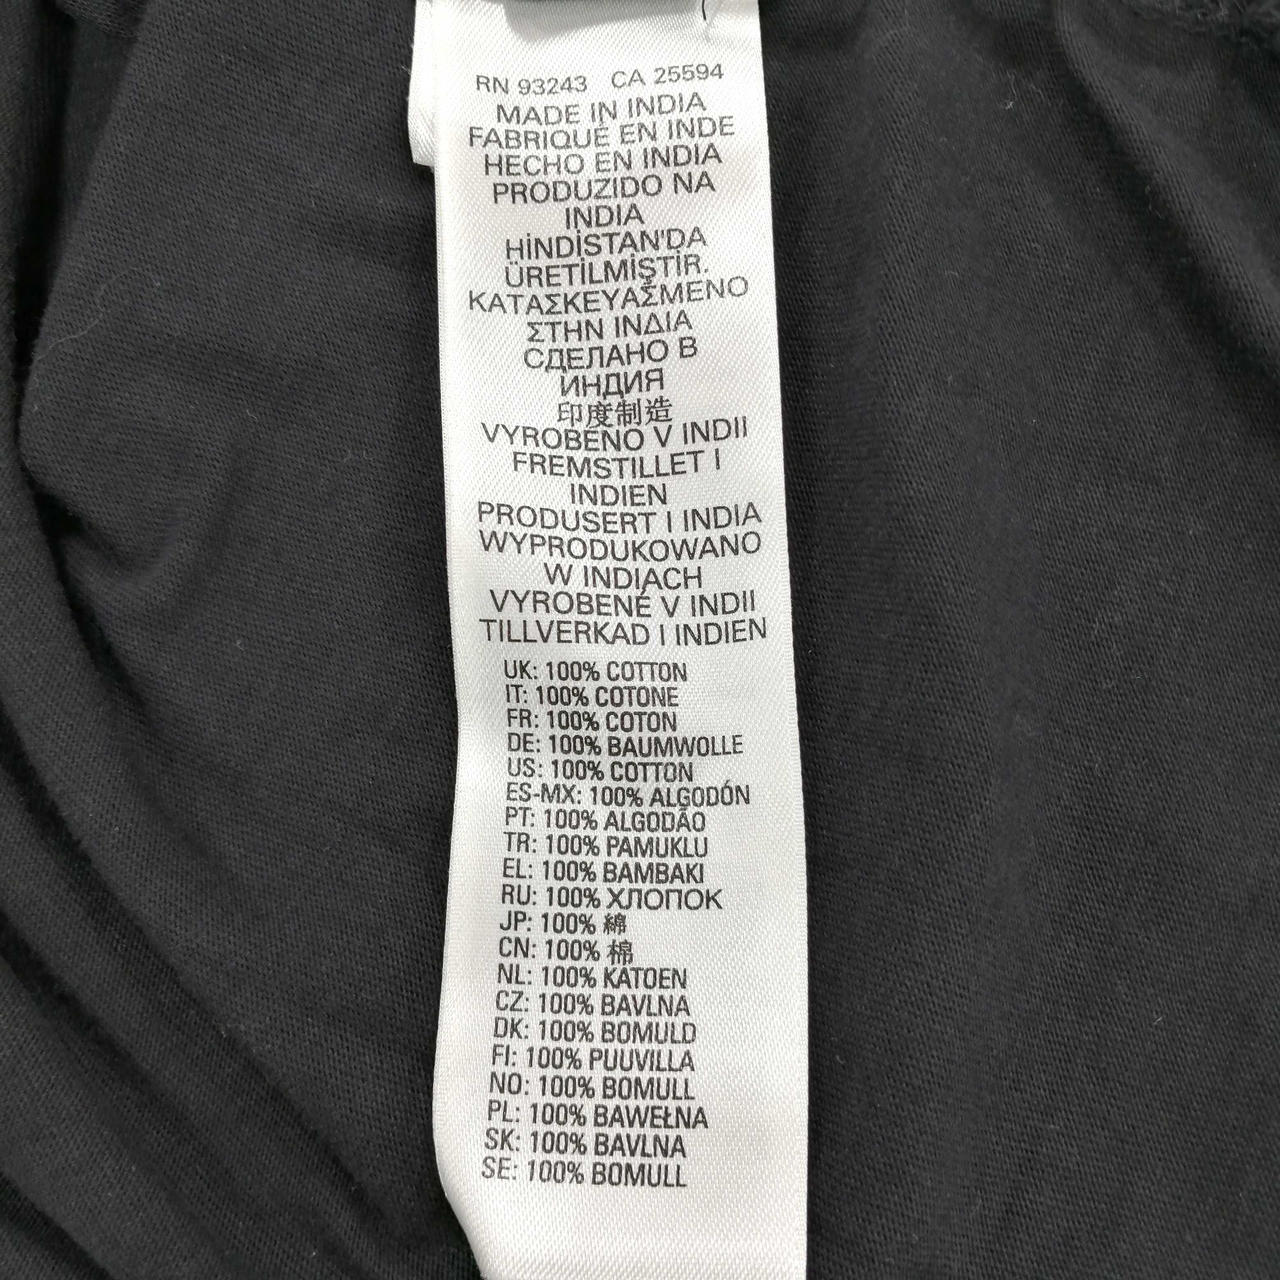 RN 93243 CA 25594
MADE IN INDIA
FABRIQUÉ EN INDE
HECHO EN INDIA
PRODUZIDO NA
INDIA
HİNDİSTAN'DA
ÜRETİLMİŞTİR.
ΚΑΤΑΣΚΕΥΑΣΜΕΝΟ
ΣΤΗΝ ΙΝΔΙΑ
СДЕЛАНО В
ИНДИЯ
印度制造
VYROBENO V INDII
FREMSTILLET I
INDIEN
PRODUSERT I INDIA
WYPRODUKOWANO
W INDIACH
VYROBENÉ V INDII
TILLVERKAD I INDIEN
UK: 100% COTTON
IT: 100% COTONE
FR: 100% COTON
DE: 100% BAUMWOLLE
US: 100% COTTON
ES-MX: 100% ALGODÓN
PT: 100% ALGODÃO
TR: 100% PAMUKLU
EL: 100% BAMBAKI
RU: 100% ХЛОПОК
JP: 100% 綿
CN: 100% 棉
NL: 100% KATOEN
CZ: 100% BAVLNA
DK: 100% BOMULD
FI: 100% PUUVILLA
NO: 100% BOMULL
PL: 100% BAWEŁNA
SK: 100% BAVLNA
SE: 100% BOMULL